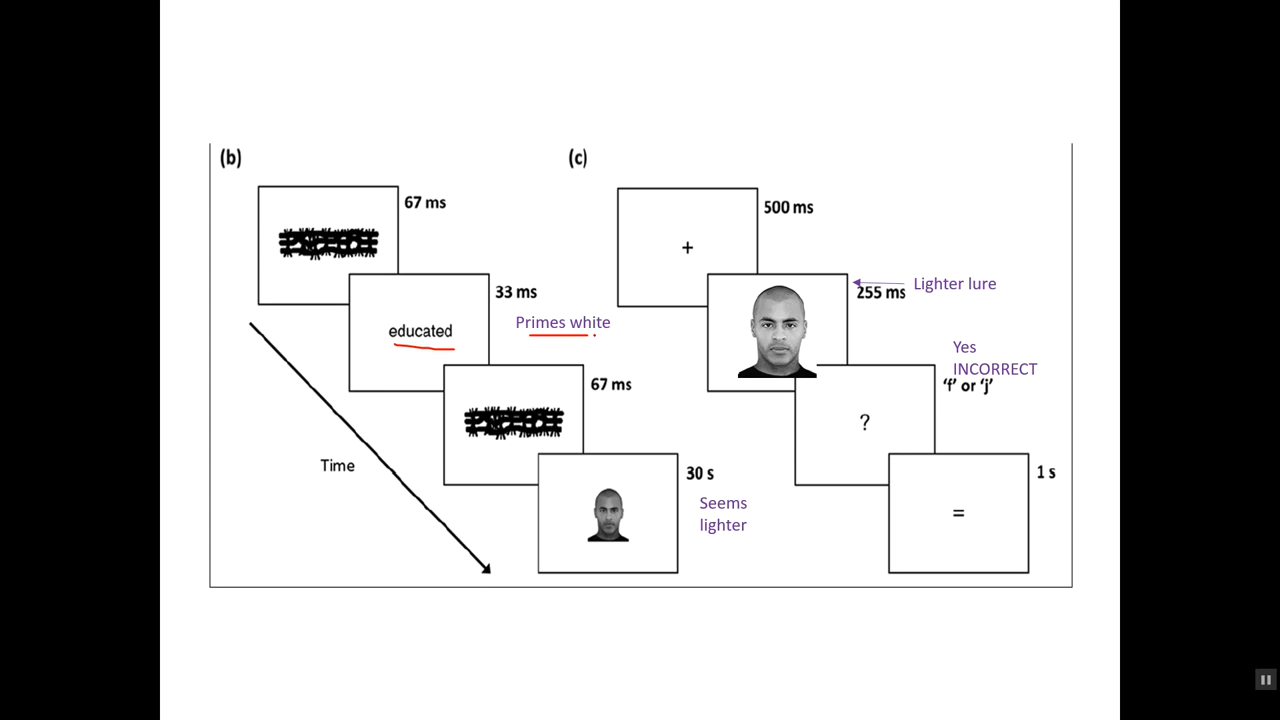 (b)
67 ms
33 ms
educated
Primes white
67 ms
Time
30 s
Seems
lighter
(c)
500 ms
+
Lighter lure
255 ms
Yes
INCORRECT
‘f’ or ‘j’
?
1 s
=